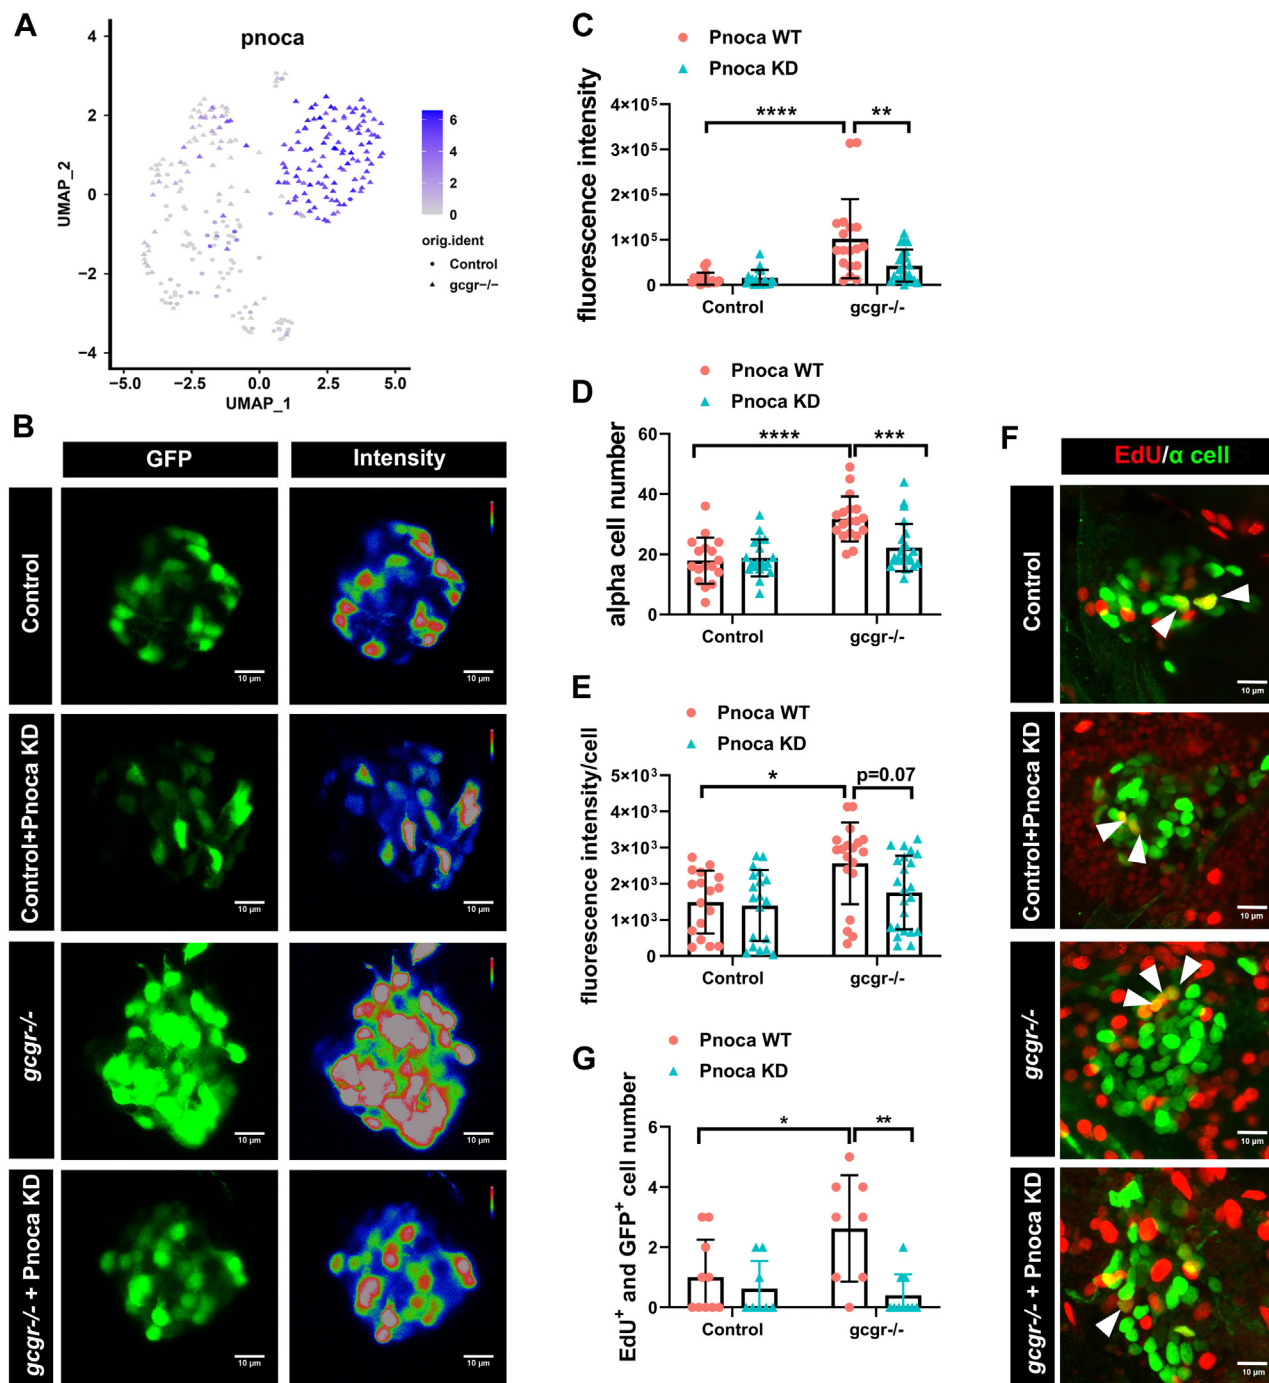 A
pnoca
4
2
0
−2
−4
UMAP_2
−5.0 −2.5 0.0 2.5 5.0
UMAP_1
6
4
2
0
orig.ident
Control
gcgr−/−
B
GFP Intensity
Control
10 μm 10 μm
Control+Pnoca KD
10 μm 10 μm
gcgr-/-
10 μm 10 μm
gcgr-/- + Pnoca KD
10 μm 10 μm
C
Pnoca WT
Pnoca KD
fluorescence intensity
4×10⁵
3×10⁵
2×10⁵
1×10⁵
0
**** **
Control gcgr-/-
D
Pnoca WT
Pnoca KD
alpha cell number
60
40
20
0
**** ***
Control gcgr-/-
E
Pnoca WT
Pnoca KD
fluorescence intensity/cell
5×10³
4×10³
3×10³
2×10³
1×10³
0
* p=0.07
Control gcgr-/-
F
EdU/α cell
Control
10 μm
Control+Pnoca KD
10 μm
gcgr-/-
10 μm
gcgr-/- + Pnoca KD
10 μm
G
Pnoca WT
Pnoca KD
EdU⁺ and GFP⁺ cell number
6
4
2
0
* **
Control gcgr-/-